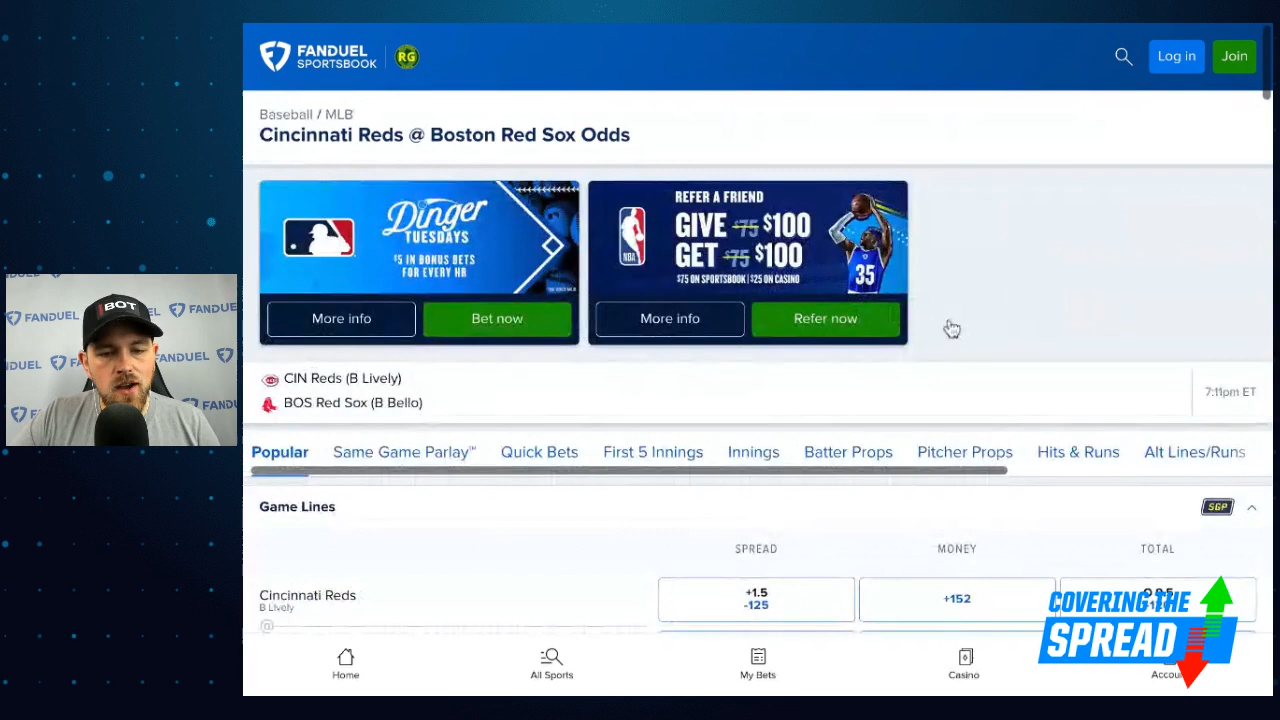 FANDUEL
SPORTSBOOK
RG
Log in
Join
Baseball / MLB
Cincinnati Reds @ Boston Red Sox Odds
Dinger
TUESDAYS
$5 IN BONUS BETS
FOR EVERY HR
REFER A FRIEND
GIVE $75 $100
GET $75 $100
$75 ON SPORTSBOOK | $25 ON CASINO
NBA
35
More info
Bet now
More info
Refer now
CIN Reds (B Lively)
BOS Red Sox (B Bello)
7:11pm ET
Popular
Same Game Parlay™
Quick Bets
First 5 Innings
Innings
Batter Props
Pitcher Props
Hits & Runs
Alt Lines/Runs
Game Lines
SGP
SPREAD
MONEY
TOTAL
Cincinnati Reds
B Lively
@
+1.5
-125
+152
Home
All Sports
My Bets
Casino
COVERING THE
SPREAD
BOT
FANDUEL
FANDUEL